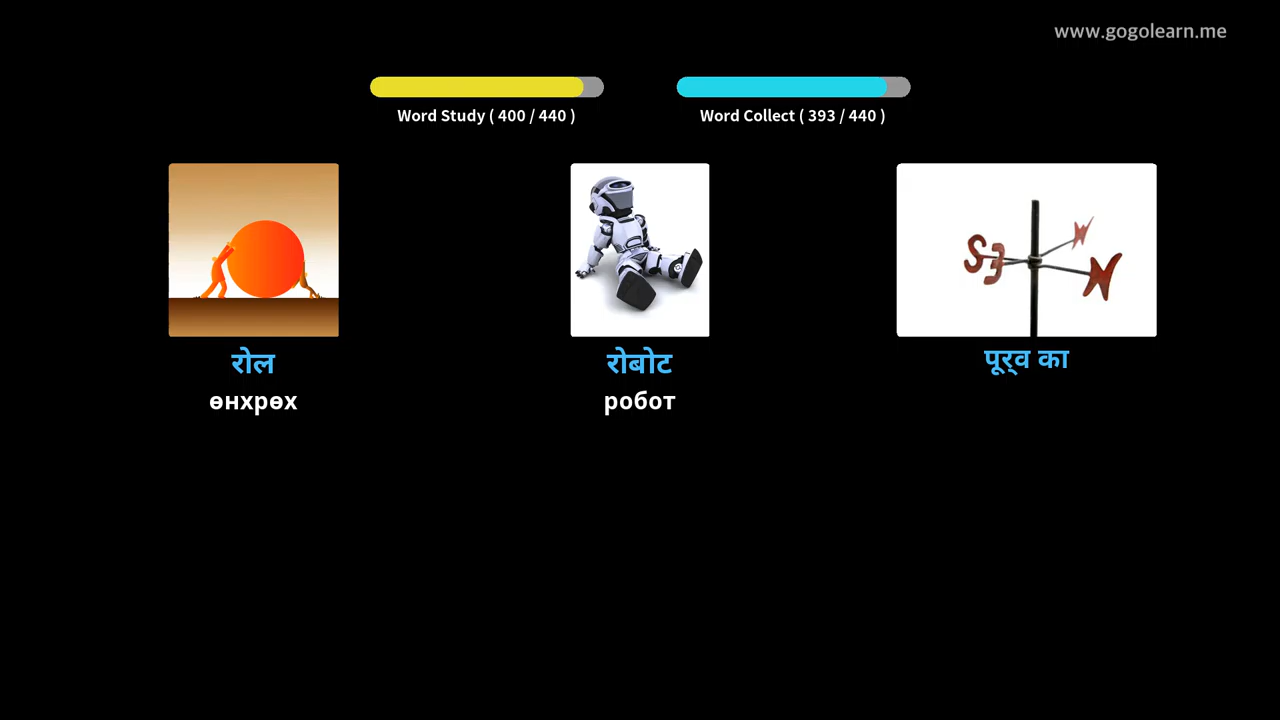 www.gogolearn.me
Word Study ( 400 / 440 )
Word Collect ( 393 / 440 )
रोल
रोबोट
पूर्व का
өнхрөх
робот
S
E
N
W